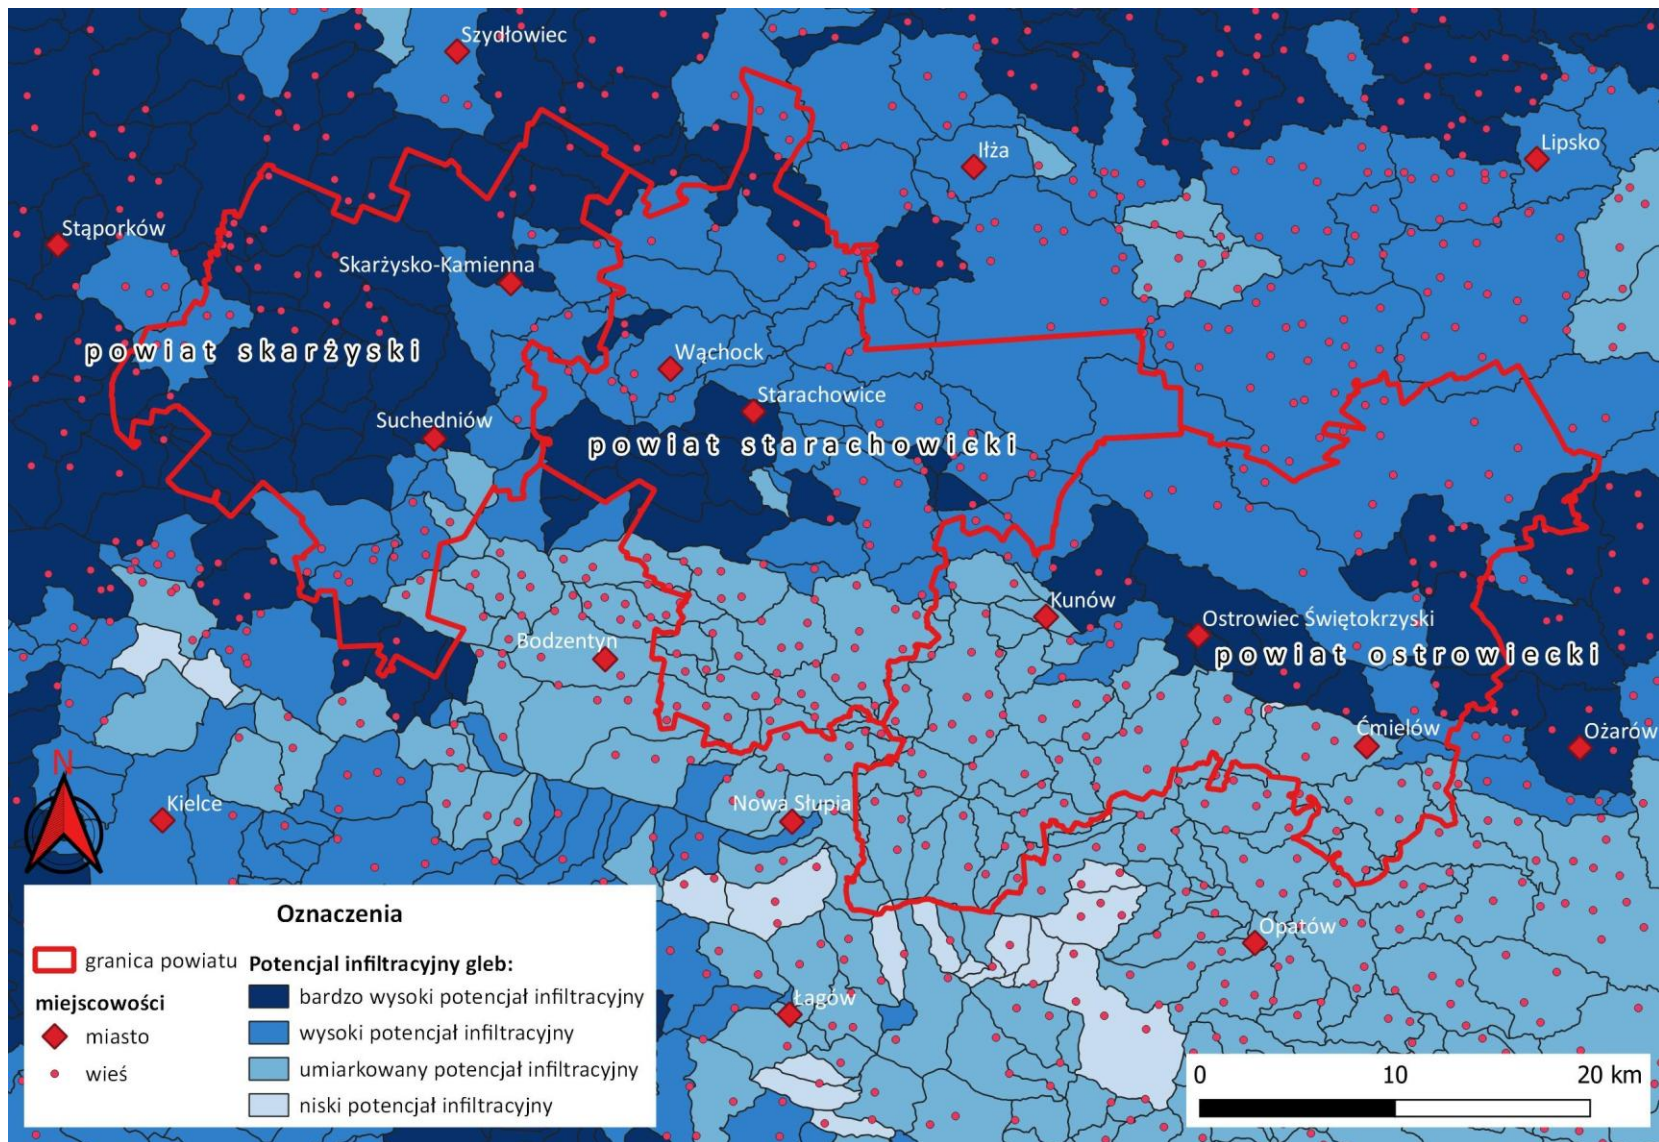 Szydłowiec
Iłża
Lipsko
Stąporków
Skarżysko-Kamienna
powiat skarżyski
Wąchock
Starachowice
Suchedniów
powiat starachowicki
Kunów
Ostrowiec Świętokrzyski
Bodzentyn
powiat ostrowiecki
Ćmielów
Ożarów
N
Kielce
Nowa Słupia
Opatów
Łagów
Oznaczenia
granica powiatu
miejscowości
miasto
wieś
Potencjał infiltracyjny gleb:
bardzo wysoki potencjał infiltracyjny
wysoki potencjał infiltracyjny
umiarkowany potencjał infiltracyjny
niski potencjał infiltracyjny
0 10 20 km